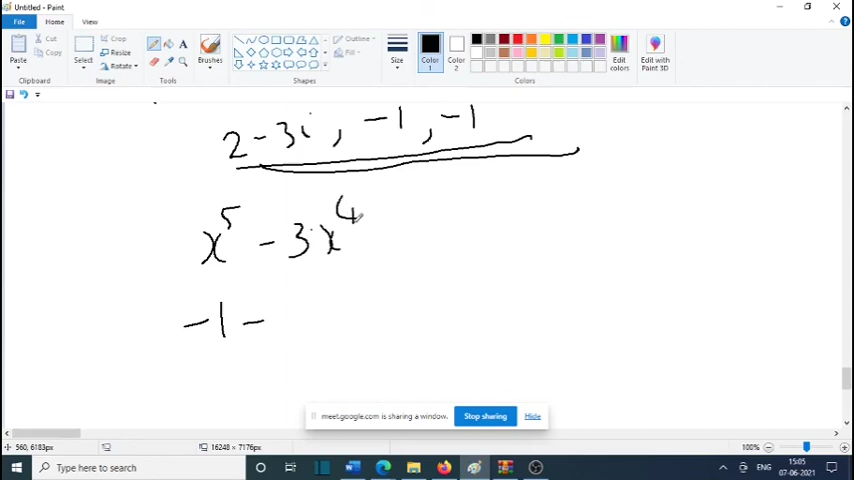 Untitled - Paint
File Home View
Paste Cut Copy Select Crop Resize Rotate Brushes Outline Fill Size Color 1 Color 2 Edit colors Edit with Paint 3D
Clipboard Image Tools Shapes Colors
2 - 3i , -1 , -1
x⁵ - 3x⁴
-1 -
meet.google.com is sharing a window. Stop sharing Hide
560, 6183px 16248 × 7176px 100%
Type here to search ENG 15:05
07-06-2021